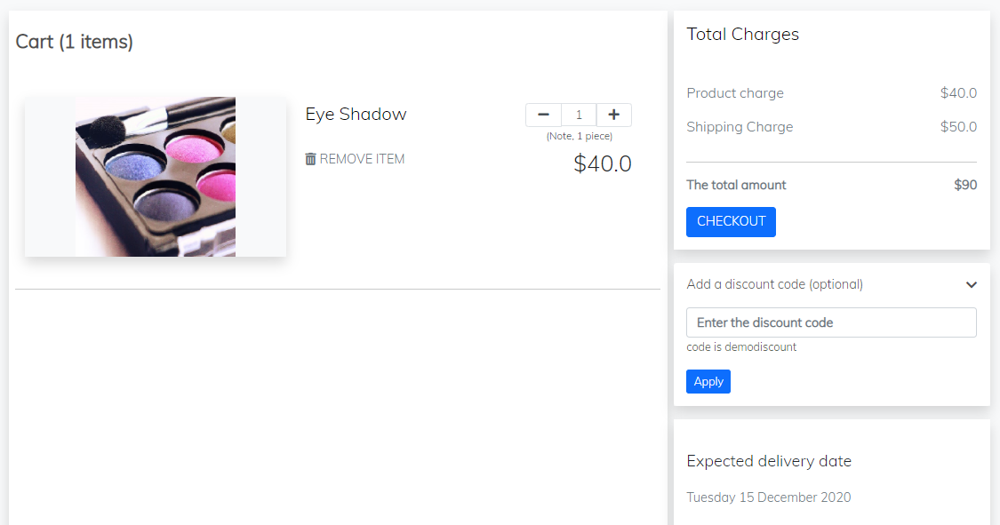 Cart (1 items)
Eye Shadow
1
(Note, 1 piece)
REMOVE ITEM
$40.0
Total Charges
Product charge $40.0
Shipping Charge $50.0
The total amount $90
CHECKOUT
Add a discount code (optional)
Enter the discount code
code is demodiscount
Apply
Expected delivery date
Tuesday 15 December 2020